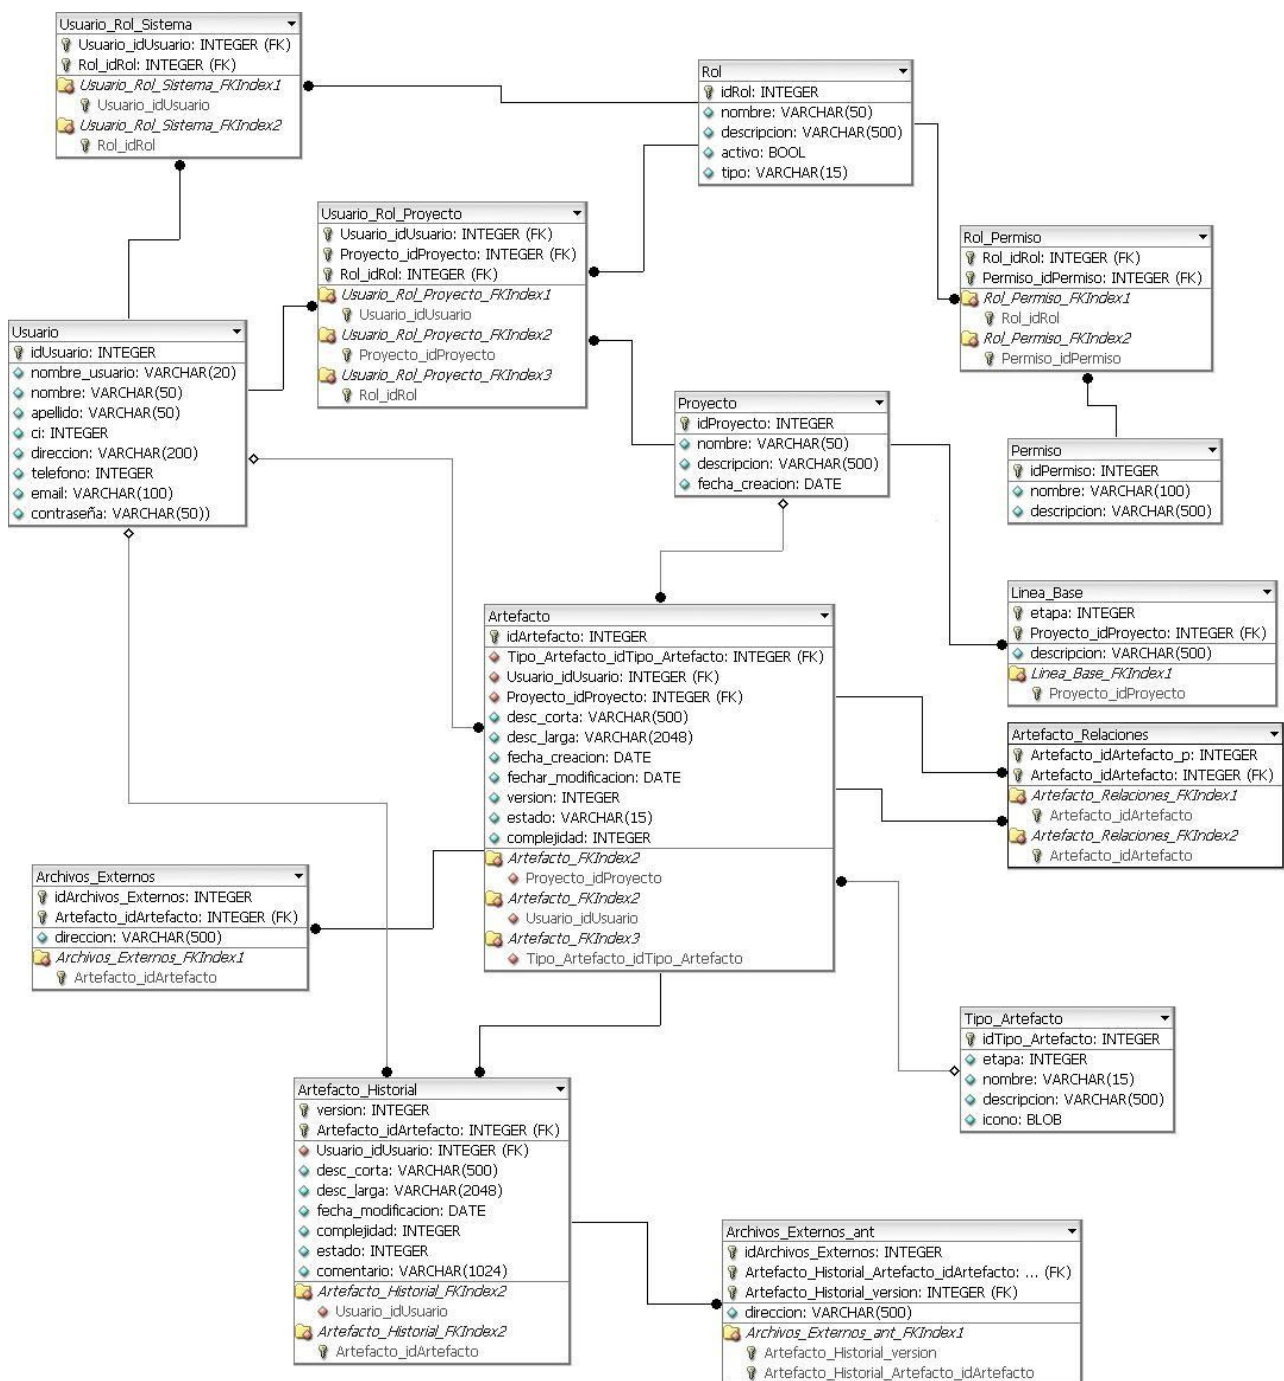 Usuario_Rol_Sistema
Usuario_idUsuario: INTEGER (FK)
Rol_idRol: INTEGER (FK)
Usuario_Rol_Sistema_FKIndex1
Usuario_idUsuario
Usuario_Rol_Sistema_FKIndex2
Rol_idRol
Rol
idRol: INTEGER
nombre: VARCHAR(50)
descripcion: VARCHAR(500)
activo: BOOL
tipo: VARCHAR(15)
Usuario_Rol_Proyecto
Usuario_idUsuario: INTEGER (FK)
Proyecto_idProyecto: INTEGER (FK)
Rol_idRol: INTEGER (FK)
Usuario_Rol_Proyecto_FKIndex1
Usuario_idUsuario
Usuario_Rol_Proyecto_FKIndex2
Proyecto_idProyecto
Usuario_Rol_Proyecto_FKIndex3
Rol_idRol
Rol_Permiso
Rol_idRol: INTEGER (FK)
Permiso_idPermiso: INTEGER (FK)
Rol_Permiso_FKIndex1
Rol_idRol
Rol_Permiso_FKIndex2
Permiso_idPermiso
Usuario
idUsuario: INTEGER
nombre_usuario: VARCHAR(20)
nombre: VARCHAR(50)
apellido: VARCHAR(50)
ci: INTEGER
direccion: VARCHAR(200)
telefono: INTEGER
email: VARCHAR(100)
contraseña: VARCHAR(50))
Proyecto
idProyecto: INTEGER
nombre: VARCHAR(50)
descripcion: VARCHAR(500)
fecha_creacion: DATE
Permiso
idPermiso: INTEGER
nombre: VARCHAR(100)
descripcion: VARCHAR(500)
Linea_Base
etapa: INTEGER
Proyecto_idProyecto: INTEGER (FK)
descripcion: VARCHAR(500)
Linea_Base_FKIndex1
Proyecto_idProyecto
Artefacto
idArtefacto: INTEGER
Tipo_Artefacto_idTipo_Artefacto: INTEGER (FK)
Usuario_idUsuario: INTEGER (FK)
Proyecto_idProyecto: INTEGER (FK)
desc_corta: VARCHAR(500)
desc_larga: VARCHAR(2048)
fecha_creacion: DATE
fechar_modificacion: DATE
version: INTEGER
estado: VARCHAR(15)
complejidad: INTEGER
Artefacto_FKIndex2
Proyecto_idProyecto
Artefacto_FKIndex2
Usuario_idUsuario
Artefacto_FKIndex3
Tipo_Artefacto_idTipo_Artefacto
Artefacto_Relaciones
Artefacto_idArtefacto_p: INTEGER
Artefacto_idArtefacto: INTEGER (FK)
Artefacto_Relaciones_FKIndex1
Artefacto_idArtefacto
Artefacto_Relaciones_FKIndex2
Artefacto_idArtefacto
Archivos_Externos
idArchivos_Externos: INTEGER
Artefacto_idArtefacto: INTEGER (FK)
direccion: VARCHAR(500)
Archivos_Externos_FKIndex1
Artefacto_idArtefacto
Tipo_Artefacto
idTipo_Artefacto: INTEGER
etapa: INTEGER
nombre: VARCHAR(15)
descripcion: VARCHAR(500)
icono: BLOB
Artefacto_Historial
version: INTEGER
Artefacto_idArtefacto: INTEGER (FK)
Usuario_idUsuario: INTEGER (FK)
desc_corta: VARCHAR(500)
desc_larga: VARCHAR(2048)
fecha_modificacion: DATE
complejidad: INTEGER
estado: INTEGER
comentario: VARCHAR(1024)
Artefacto_Historial_FKIndex2
Usuario_idUsuario
Artefacto_Historial_FKIndex2
Artefacto_idArtefacto
Archivos_Externos_ant
idArchivos_Externos: INTEGER
Artefacto_Historial_Artefacto_idArtefacto: ... (FK)
Artefacto_Historial_version: INTEGER (FK)
direccion: VARCHAR(500)
Archivos_Externos_ant_FKIndex1
Artefacto_Historial_version
Artefacto_Historial_Artefacto_idArtefacto